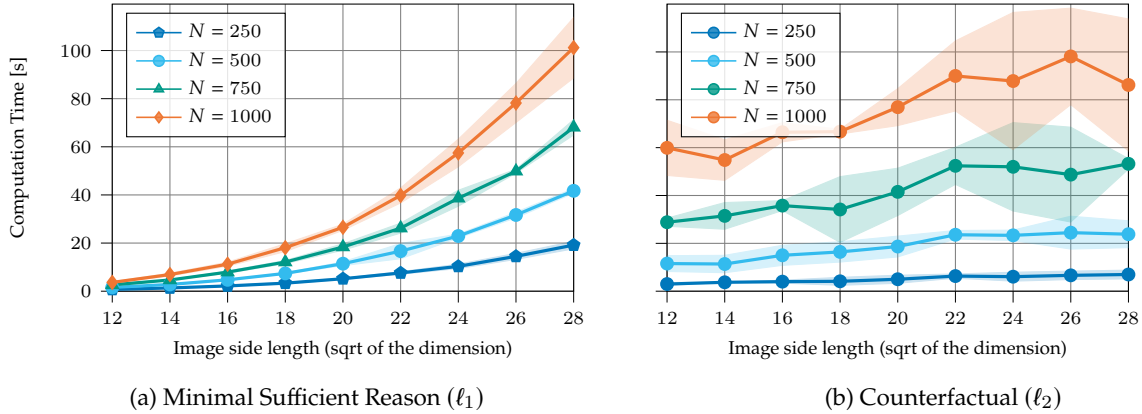 Computation Time [s]
100
80
60
40
20
0
N = 250
N = 500
N = 750
N = 1000
12 14 16 18 20 22 24 26 28
Image side length (sqrt of the dimension)
(a) Minimal Sufficient Reason (ℓ₁)
N = 250
N = 500
N = 750
N = 1000
12 14 16 18 20 22 24 26 28
Image side length (sqrt of the dimension)
(b) Counterfactual (ℓ₂)